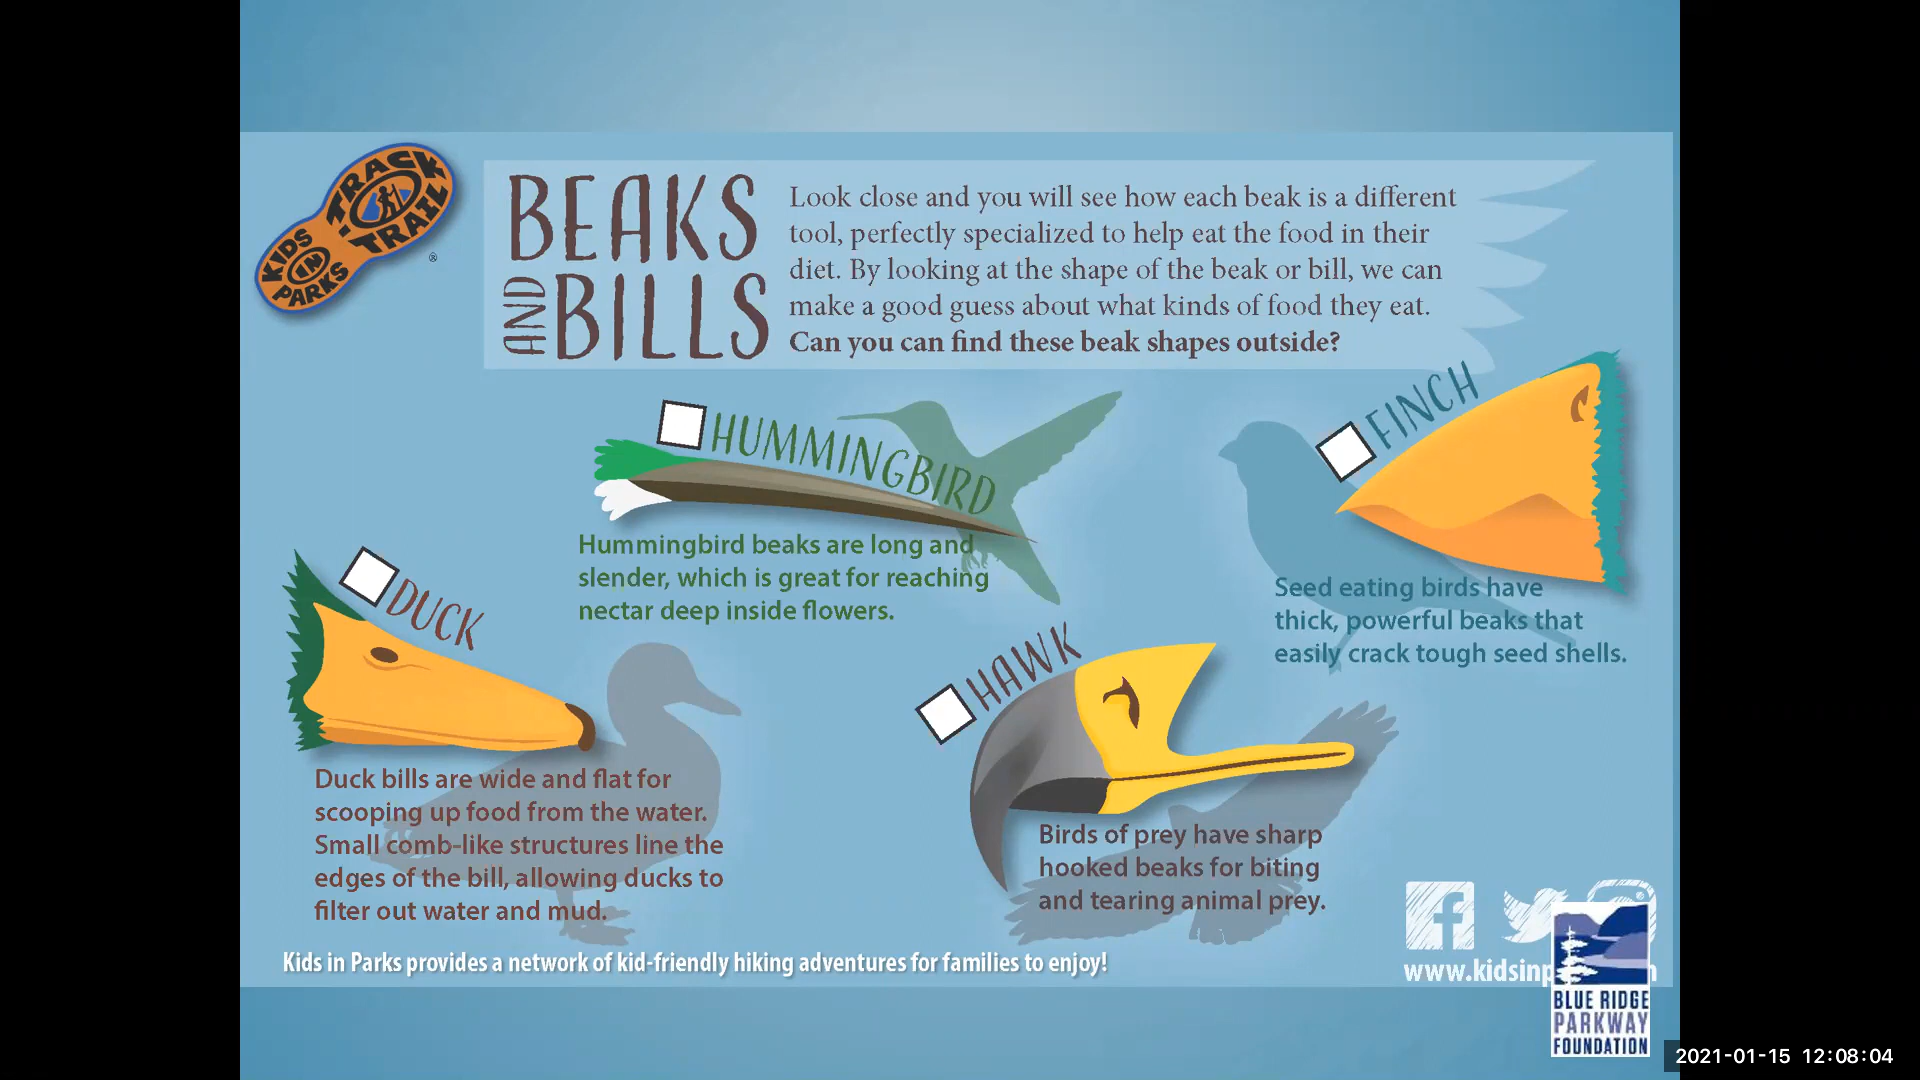 KIDS
IN
PARKS
TRACK
TRAIL
®
BEAKS
AND
BILLS
Look close and you will see how each beak is a different
tool, perfectly specialized to help eat the food in their
diet. By looking at the shape of the beak or bill, we can
make a good guess about what kinds of food they eat.
Can you can find these beak shapes outside?
HUMMINGBIRD
Hummingbird beaks are long and
slender, which is great for reaching
nectar deep inside flowers.
FINCH
Seed eating birds have
thick, powerful beaks that
easily crack tough seed shells.
DUCK
Duck bills are wide and flat for
scooping up food from the water.
Small comb-like structures line the
edges of the bill, allowing ducks to
filter out water and mud.
HAWK
Birds of prey have sharp
hooked beaks for biting
and tearing animal prey.
Kids in Parks provides a network of kid-friendly hiking adventures for families to enjoy!
BLUE RIDGE
PARKWAY
FOUNDATION
2021-01-15 12:08:04